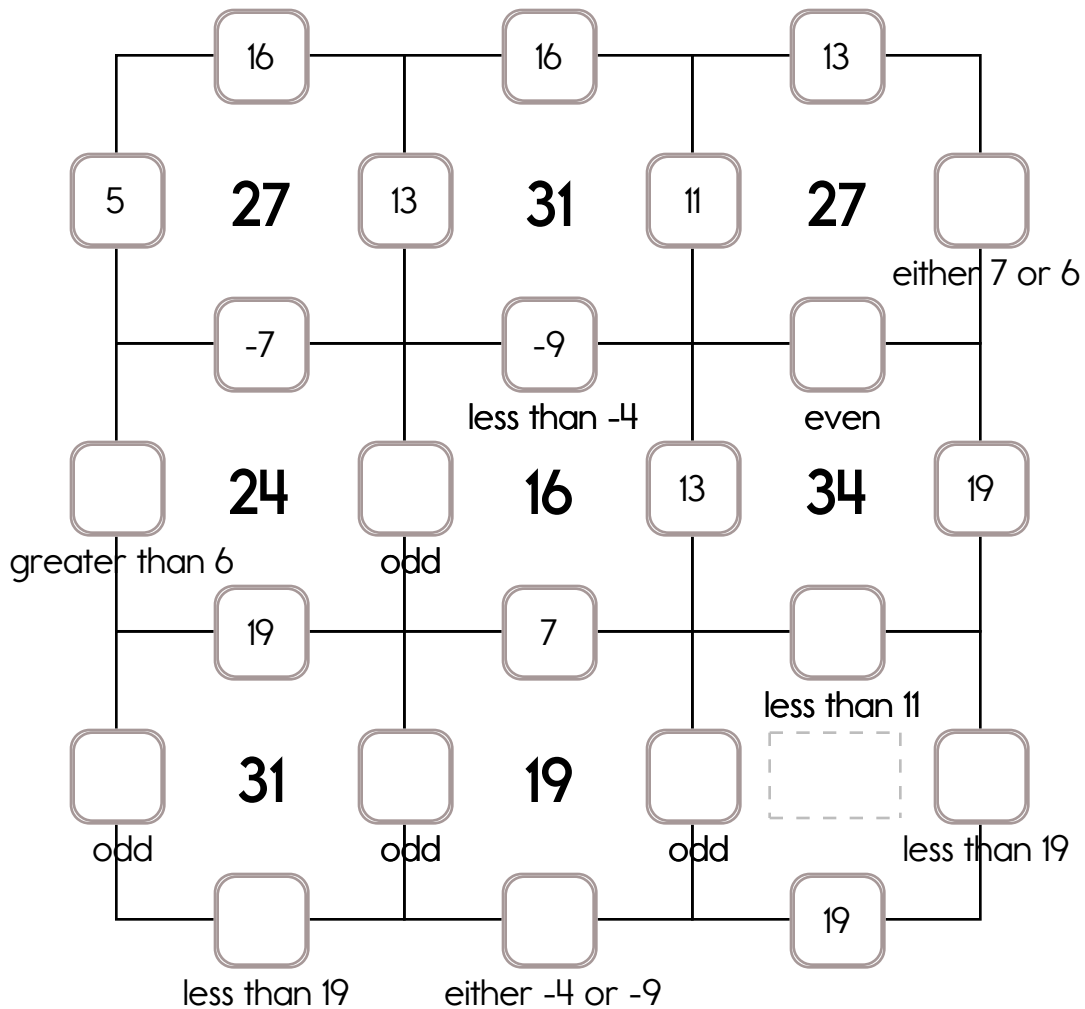 16 16 13
5 27 13 31 11 27
either 7 or 6
-7 -9
less than -4 even
24 16 13 34 19
greater than 6 odd
19 7
less than 11
31 19
odd odd odd less than 19
19
less than 19 either -4 or -9